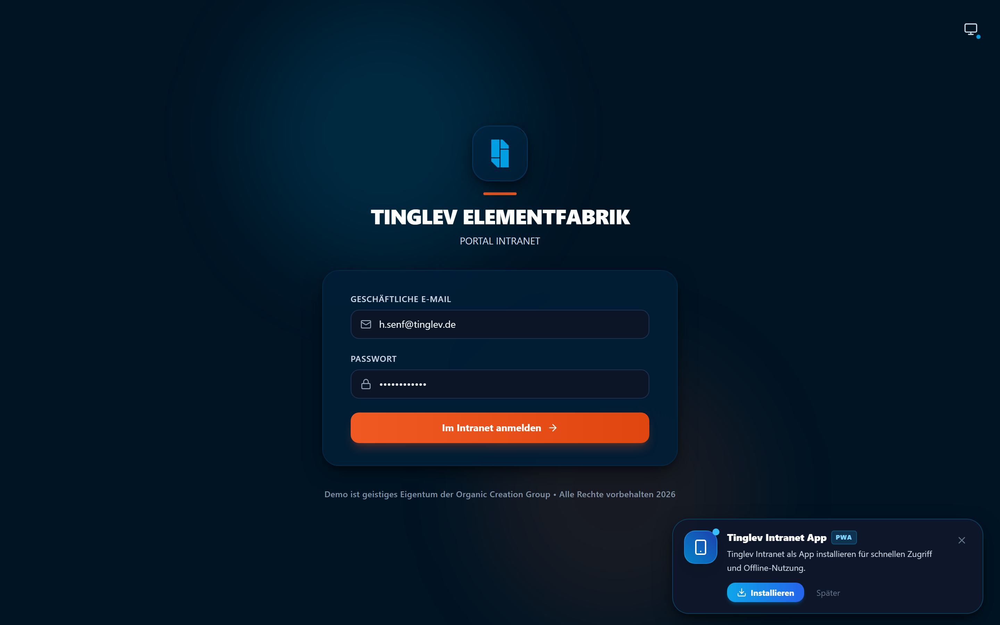 TINGLEV ELEMENTFABRIK
PORTAL INTRANET
GESCHÄFTLICHE E-MAIL
h.senf@tinglev.de
PASSWORT
••••••••••••
Im Intranet anmelden →
Demo ist geistiges Eigentum der Organic Creation Group • Alle Rechte vorbehalten 2026
Tinglev Intranet App PWA
Tinglev Intranet als App installieren für schnellen Zugriff
und Offline-Nutzung.
Installieren Später